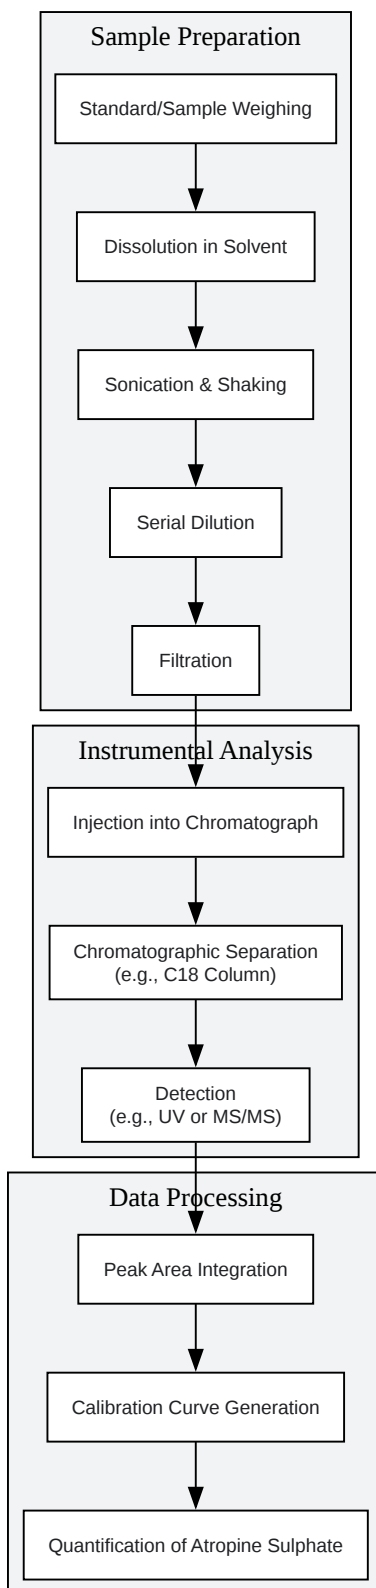 Sample Preparation
Standard/Sample Weighing
Dissolution in Solvent
Sonication & Shaking
Serial Dilution
Filtration
Instrumental Analysis
Injection into Chromatograph
Chromatographic Separation
(e.g., C18 Column)
Detection
(e.g., UV or MS/MS)
Data Processing
Peak Area Integration
Calibration Curve Generation
Quantification of Atropine Sulphate